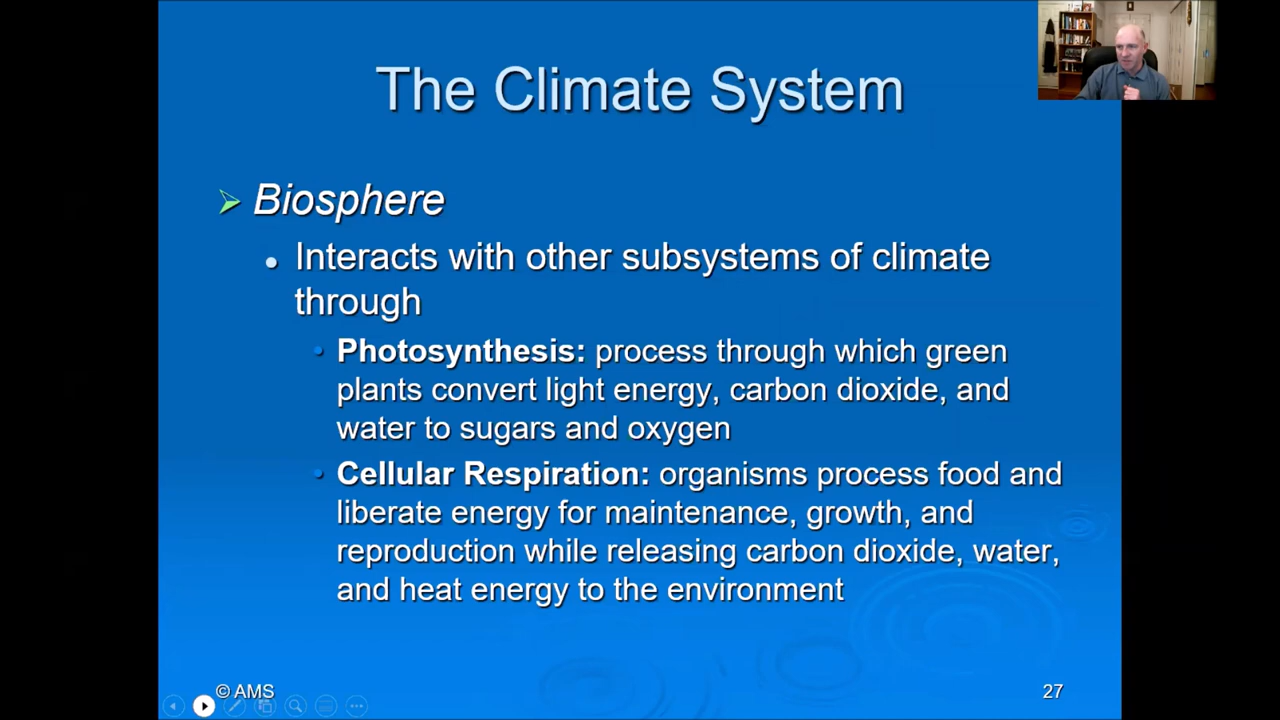 The Climate System
Biosphere
Interacts with other subsystems of climate
through
Photosynthesis: process through which green
plants convert light energy, carbon dioxide, and
water to sugars and oxygen
Cellular Respiration: organisms process food and
liberate energy for maintenance, growth, and
reproduction while releasing carbon dioxide, water,
and heat energy to the environment
© AMS
27